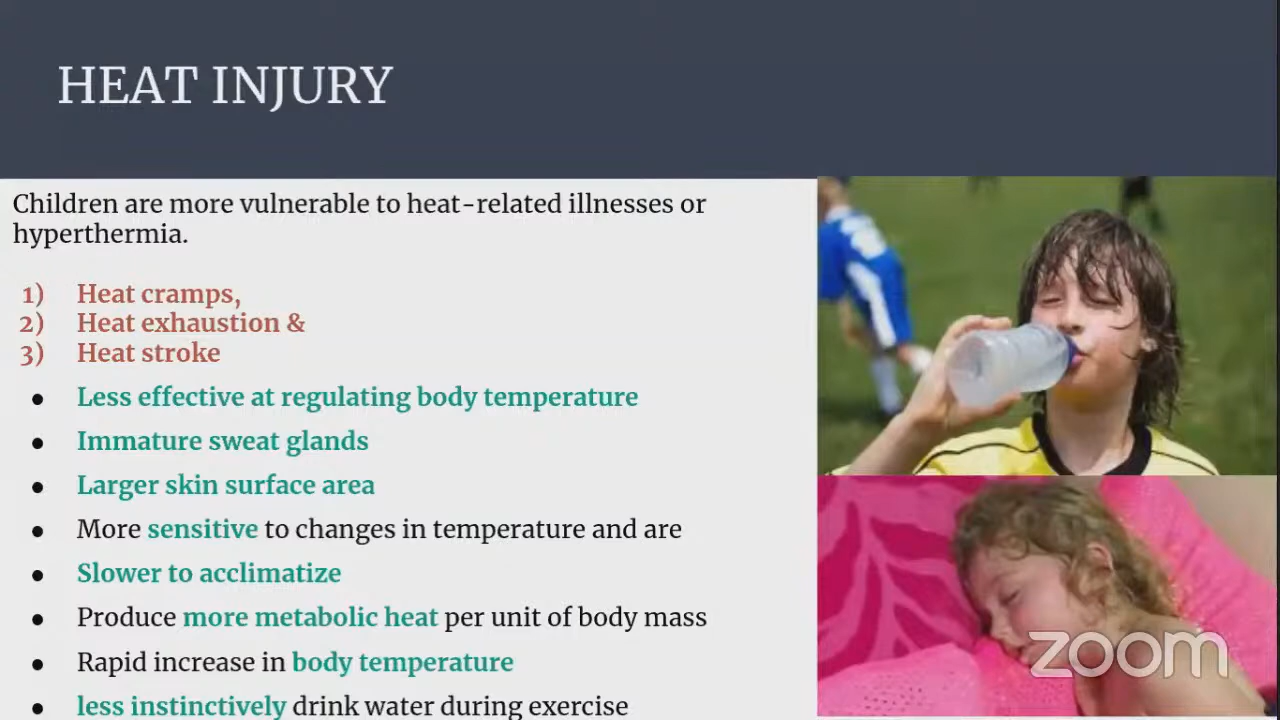 HEAT INJURY
Children are more vulnerable to heat-related illnesses or
hyperthermia.
1) Heat cramps,
2) Heat exhaustion &
3) Heat stroke
● Less effective at regulating body temperature
● Immature sweat glands
● Larger skin surface area
● More sensitive to changes in temperature and are
● Slower to acclimatize
● Produce more metabolic heat per unit of body mass
● Rapid increase in body temperature
● less instinctively drink water during exercise
zoom